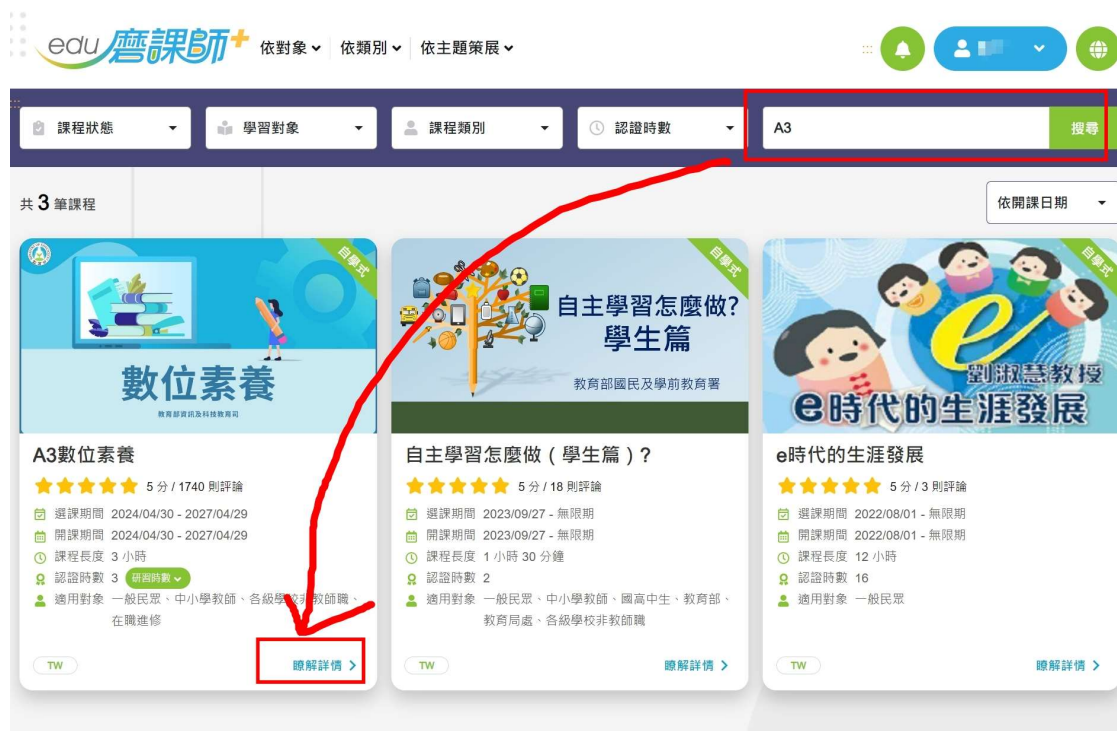 edu磨課師+
依對象 依類別 依主題策展
課程狀態 學習對象 課程類別 認證時數 A3 搜尋
共 3 筆課程
依開課日期
自學式
數位素養
教育部資訊及科技教育司
A3數位素養
5 分 / 1740 則評論
選課期間 2024/04/30 - 2027/04/29
開課期間 2024/04/30 - 2027/04/29
課程長度 3 小時
認證時數 3 研習時數
適用對象 一般民眾、中小學教師、各級學校非教師職、
在職進修
TW 瞭解詳情
自學式
自主學習怎麼做?
學生篇
教育部國民及學前教育署
自主學習怎麼做（學生篇）?
5 分 / 18 則評論
選課期間 2023/09/27 - 無限期
開課期間 2023/09/27 - 無限期
課程長度 1 小時 30 分鐘
認證時數 2
適用對象 一般民眾、中小學教師、國高中生、教育部、
教育局處、各級學校非教師職
TW 瞭解詳情
自學式
e
劉淑慧教授
e時代的生涯發展
e時代的生涯發展
5 分 / 3 則評論
選課期間 2022/08/01 - 無限期
開課期間 2022/08/01 - 無限期
課程長度 12 小時
認證時數 16
適用對象 一般民眾
TW 瞭解詳情